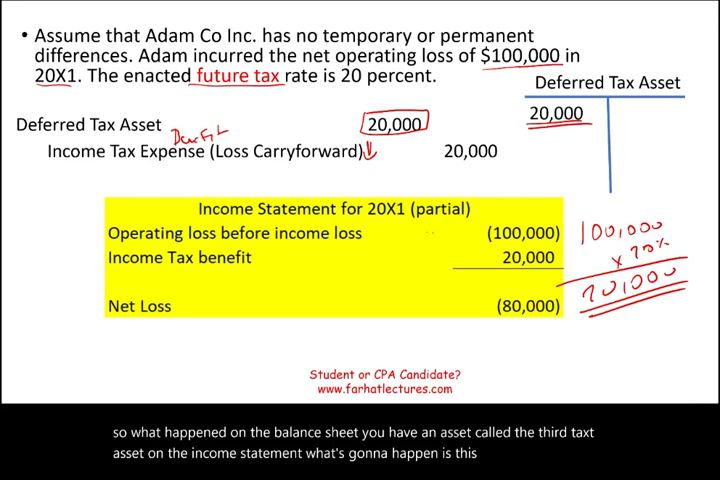 • Assume that Adam Co Inc. has no temporary or permanent
differences. Adam incurred the net operating loss of $100,000 in
20X1. The enacted future tax rate is 20 percent.
Deferred Tax Asset
20,000
Deferred Tax Asset 20,000
Benefit
Income Tax Expense (Loss Carryforward) 20,000
Income Statement for 20X1 (partial)
Operating loss before income loss (100,000)
Income Tax benefit 20,000
Net Loss (80,000)
100,000
x 20%
20,000
Student or CPA Candidate?
www.farhatlectures.com
so what happened on the balance sheet you have an asset called the third taxt
asset on the income statement what's gonna happen is this